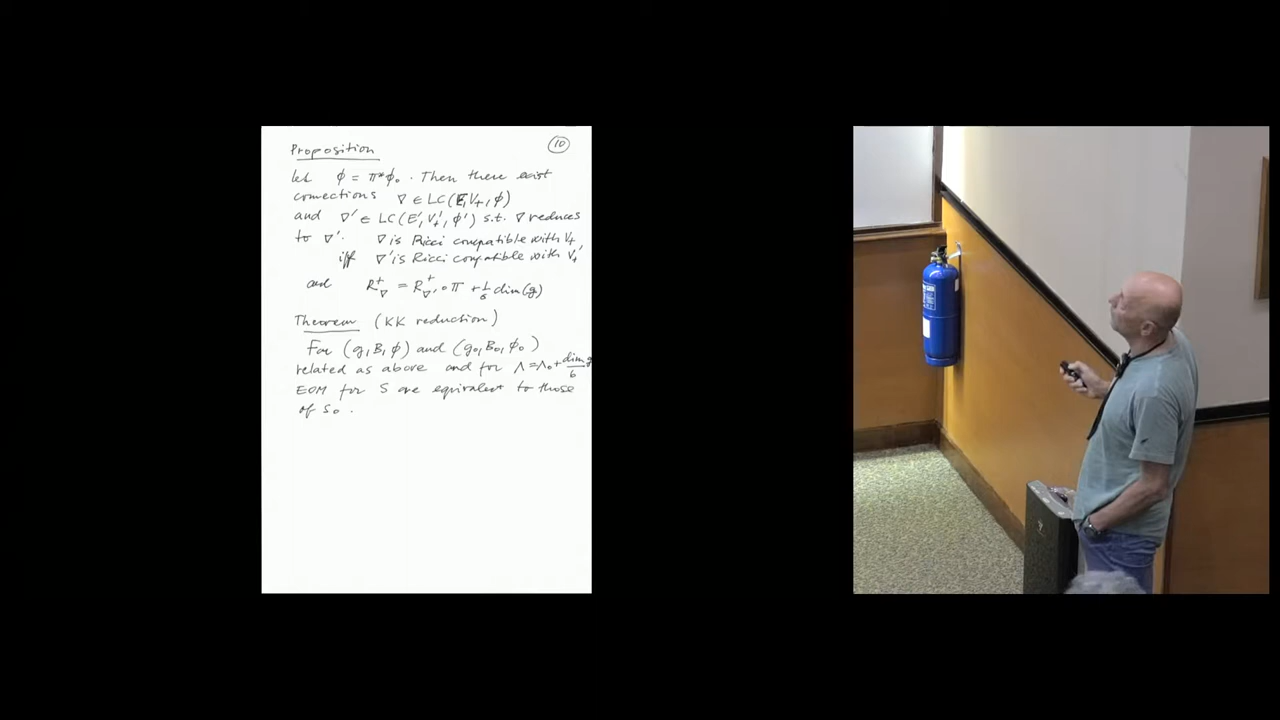 Proposition
10
Let ϕ = π*ϕ₀. Then there exist
connections ∇ ∈ LC(E, V₊, ϕ)
and ∇' ∈ LC(E', V₊', ϕ') s.t. ∇ reduces
to ∇'. ∇ is Ricci compatible with V₊
iff ∇' is Ricci compatible with V₊'
and R⁺_∇ = R⁺_∇' ∘ π + 1/6 dim(g)
Theorem (KK reduction)
For (g, B, ϕ) and (g₀, B₀, ϕ₀)
related as above and for Λ = Λ₀ + dim g/6
EOM for S are equivalent to those
of S₀.